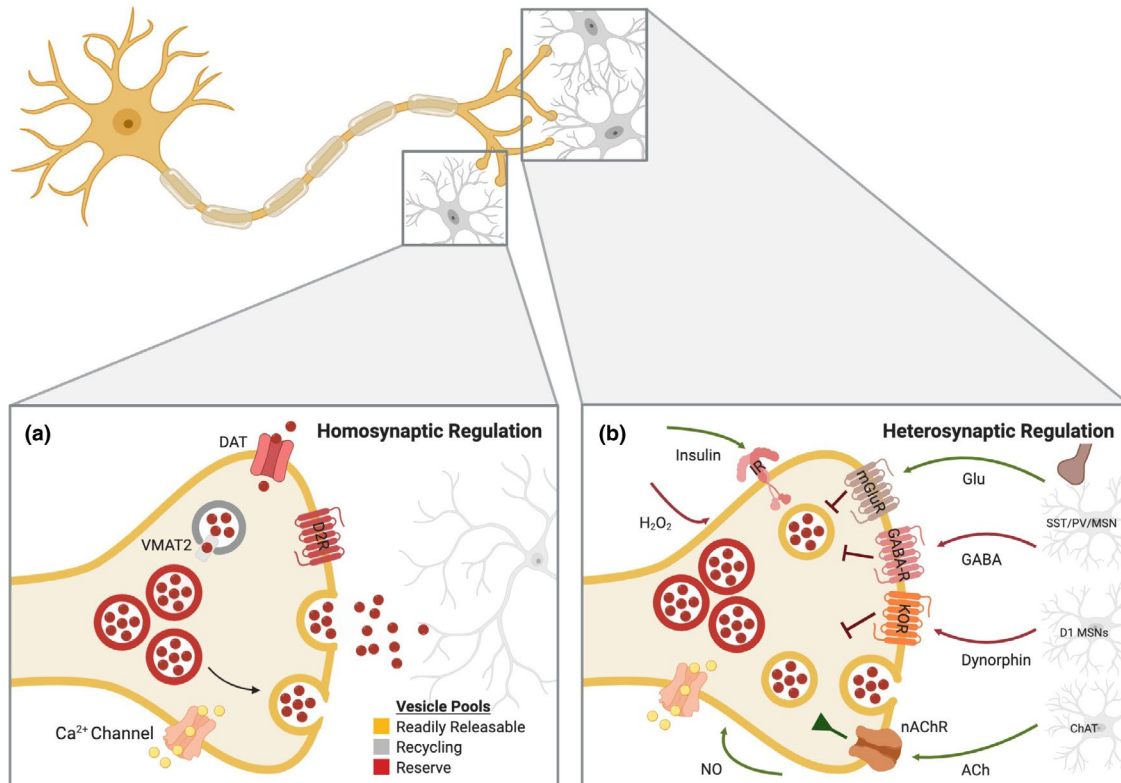 (a)
Homosynaptic Regulation
DAT
D2R
VMAT2
Ca²⁺ Channel
Vesicle Pools
Readily Releasable
Recycling
Reserve
(b)
Heterosynaptic Regulation
Insulin
IR
mGluR
Glu
H₂O₂
SST/PV/MSN
GABA-R
GABA
KOR
D1 MSNs
Dynorphin
nAChR
ChAT
NO
ACh